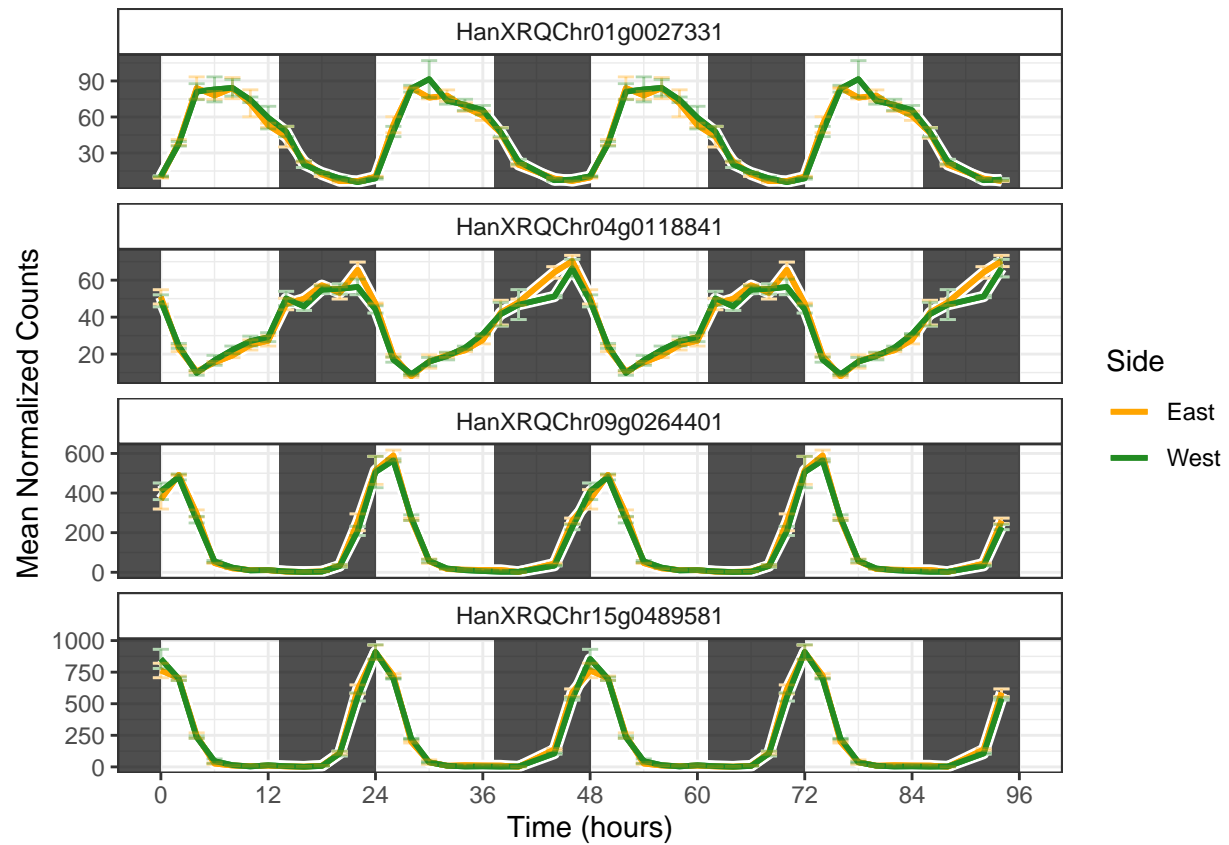 HanXRQChr01g0027331
90
60
30
HanXRQChr04g0118841
60
40
20
HanXRQChr09g0264401
600
400
200
0
HanXRQChr15g0489581
1000
750
500
250
0
0 12 24 36 48 60 72 84 96
Time (hours)
Mean Normalized Counts
Side
East
West